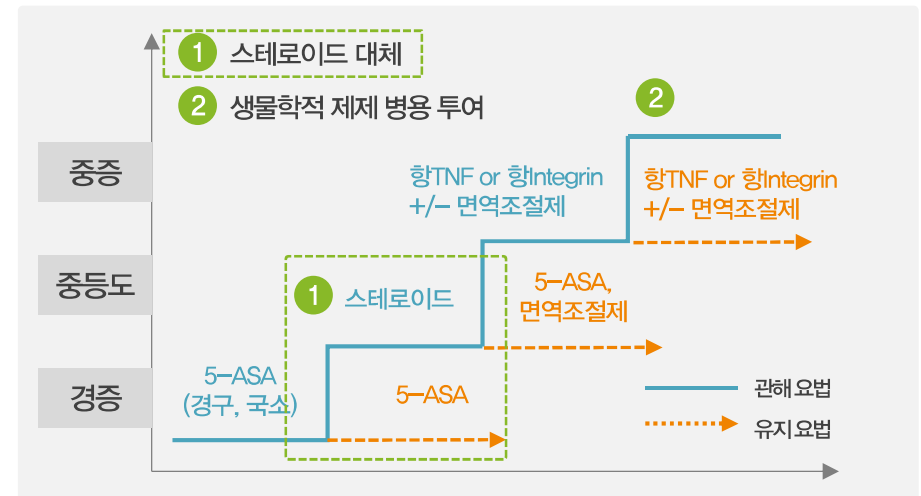 1 스테로이드 대체
2 생물학적 제제 병용 투여
2
중증
항TNF or 항Integrin
+/- 면역조절제
항TNF or 항Integrin
+/- 면역조절제
중등도
1 스테로이드
5-ASA,
면역조절제
경증
5-ASA
(경구, 국소)
5-ASA
관해요법
유지요법